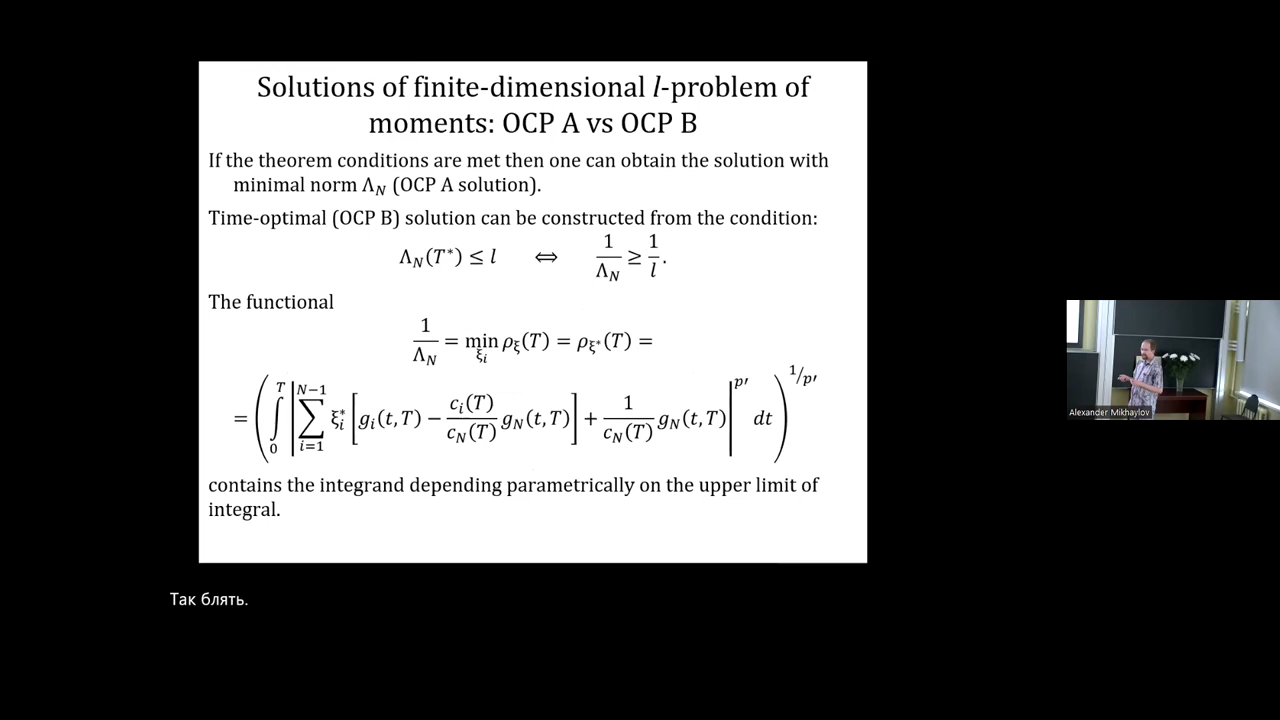 Solutions of finite-dimensional l-problem of
moments: OCP A vs OCP B
If the theorem conditions are met then one can obtain the solution with
minimal norm Λ_N (OCP A solution).
Time-optimal (OCP B) solution can be constructed from the condition:
Λ_N(T*) ≤ l ⟺ 1/Λ_N ≥ 1/l.
The functional
1/Λ_N = min_{ξ_i} ρ_ξ(T) = ρ_{ξ*}(T) =
= (∫_0^T |∑_{i=1}^{N−1} ξ_i^* [g_i(t, T) − c_i(T)/c_N(T) g_N(t, T)] + 1/c_N(T) g_N(t, T)|^{p′} dt)^{1/p′}
contains the integrand depending parametrically on the upper limit of
integral.
Alexander Mikhaylov
Так блять.